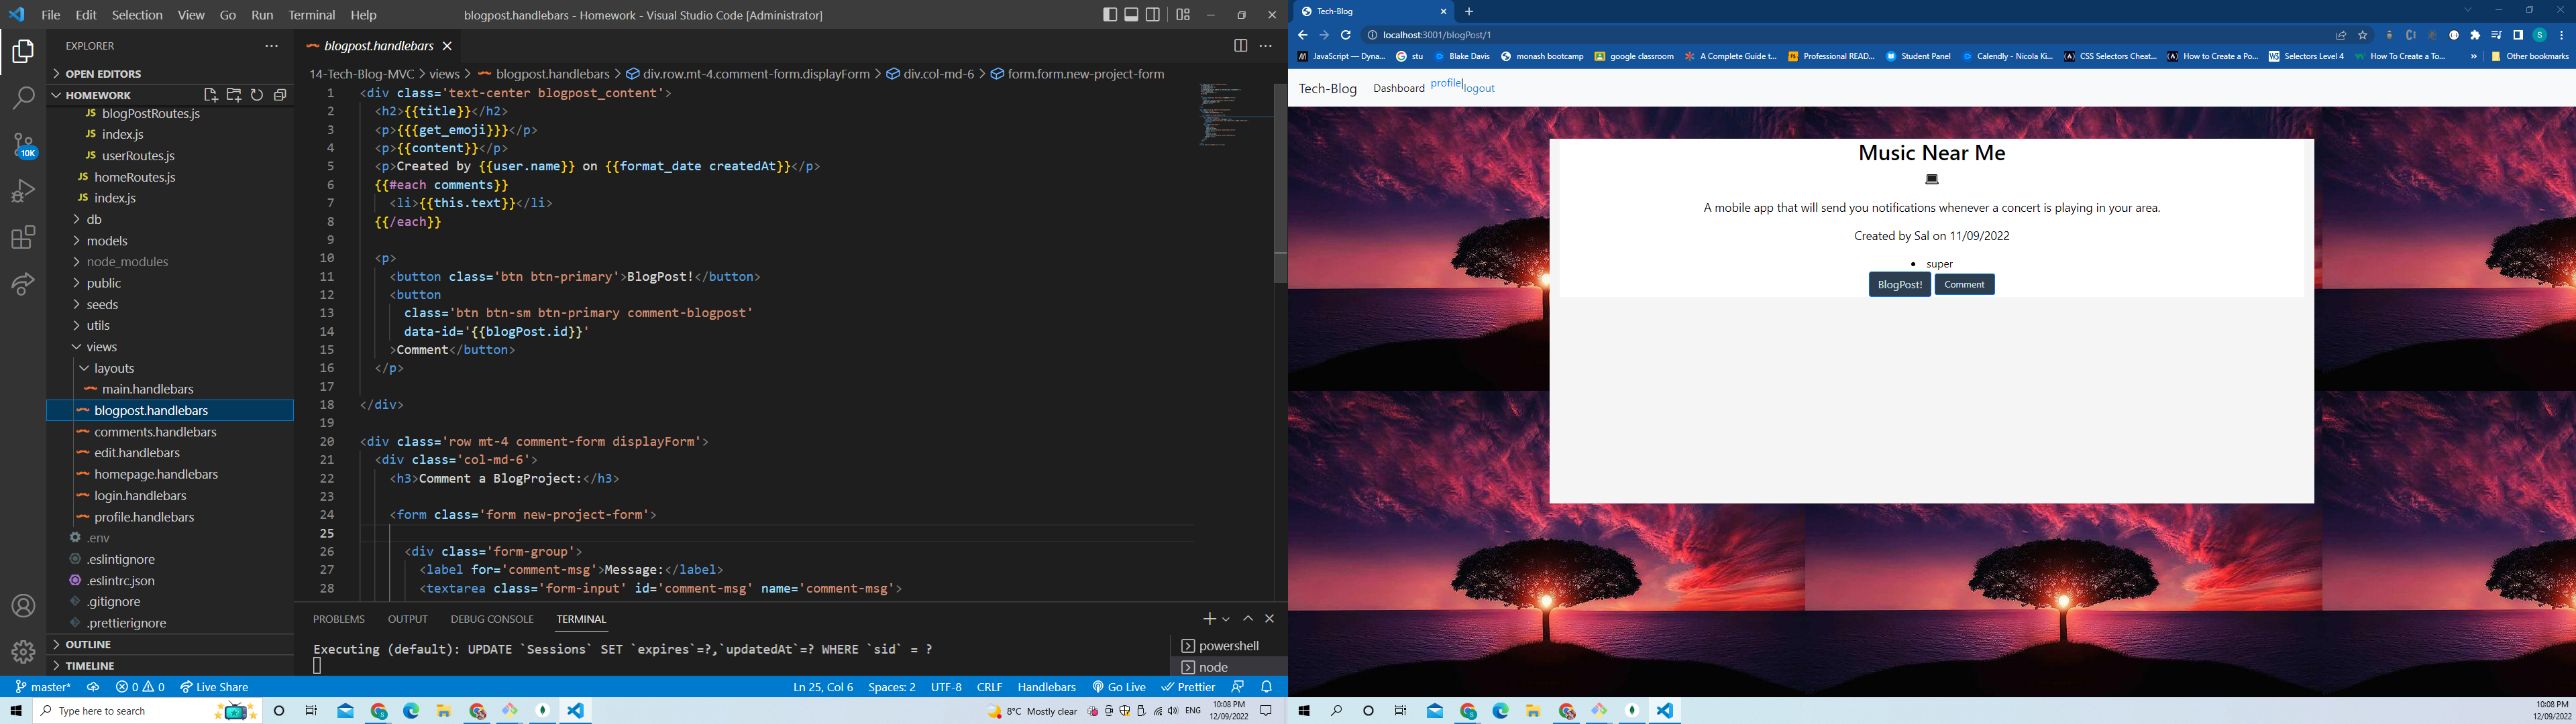 File Edit Selection View Go Run Terminal Help
blogpost.handlebars - Homework - Visual Studio Code [Administrator]
EXPLORER
OPEN EDITORS
HOMEWORK
blogPostRoutes.js
index.js
userRoutes.js
homeRoutes.js
index.js
db
models
node_modules
public
seeds
utils
views
layouts
main.handlebars
blogpost.handlebars
comments.handlebars
edit.handlebars
homepage.handlebars
login.handlebars
profile.handlebars
.env
.eslintignore
.eslintrc.json
.gitignore
.prettierignore
OUTLINE
TIMELINE
10K
blogpost.handlebars
14-Tech-Blog-MVC > views > blogpost.handlebars > div.row.mt-4.comment-form.displayForm > div.col-md-6 > form.form.new-project-form
1 <div class='text-center blogpost_content'>
2 <h2>{{title}}</h2>
3 <p>{{{get_emoji}}}</p>
4 <p>{{content}}</p>
5 <p>Created by {{user.name}} on {{format_date createdAt}}</p>
6 {{#each comments}}
7 <li>{{this.text}}</li>
8 {{/each}}
9
10 <p>
11 <button class='btn btn-primary'>BlogPost!</button>
12 <button
13 class='btn btn-sm btn-primary comment-blogpost'
14 data-id='{{blogPost.id}}'
15 >Comment</button>
16 </p>
17
18 </div>
19
20 <div class='row mt-4 comment-form displayForm'>
21 <div class='col-md-6'>
22 <h3>Comment a BlogProject:</h3>
23
24 <form class='form new-project-form'>
25
26 <div class='form-group'>
27 <label for='comment-msg'>Message:</label>
28 <textarea class='form-input' id='comment-msg' name='comment-msg'>
PROBLEMS OUTPUT DEBUG CONSOLE TERMINAL
Executing (default): UPDATE `Sessions` SET `expires`=?,`updatedAt`=? WHERE `sid` = ?
powershell
node
master* 0 0 Live Share
Ln 25, Col 6 Spaces: 2 UTF-8 CRLF Handlebars Go Live Prettier
Type here to search
8°C Mostly clear
ENG
10:08 PM
12/09/2022
Tech-Blog
localhost:3001/blogPost/1
JavaScript — Dyna... stu Blake Davis monash bootcamp google classroom A Complete Guide t... Professional READ... Student Panel Calendly - Nicola Ki... CSS Selectors Cheat... How to Create a Po... Selectors Level 4 How To Create a To... » Other bookmarks
Tech-Blog Dashboard profile| logout
Music Near Me
A mobile app that will send you notifications whenever a concert is playing in your area.
Created by Sal on 11/09/2022
• super
BlogPost! Comment
10:08 PM
12/09/2022